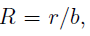 R = r/b,